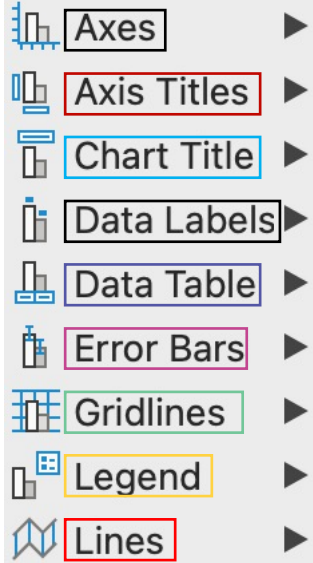 Axes
Axis Titles
Chart Title
Data Labels
Data Table
Error Bars
Gridlines
Legend
Lines